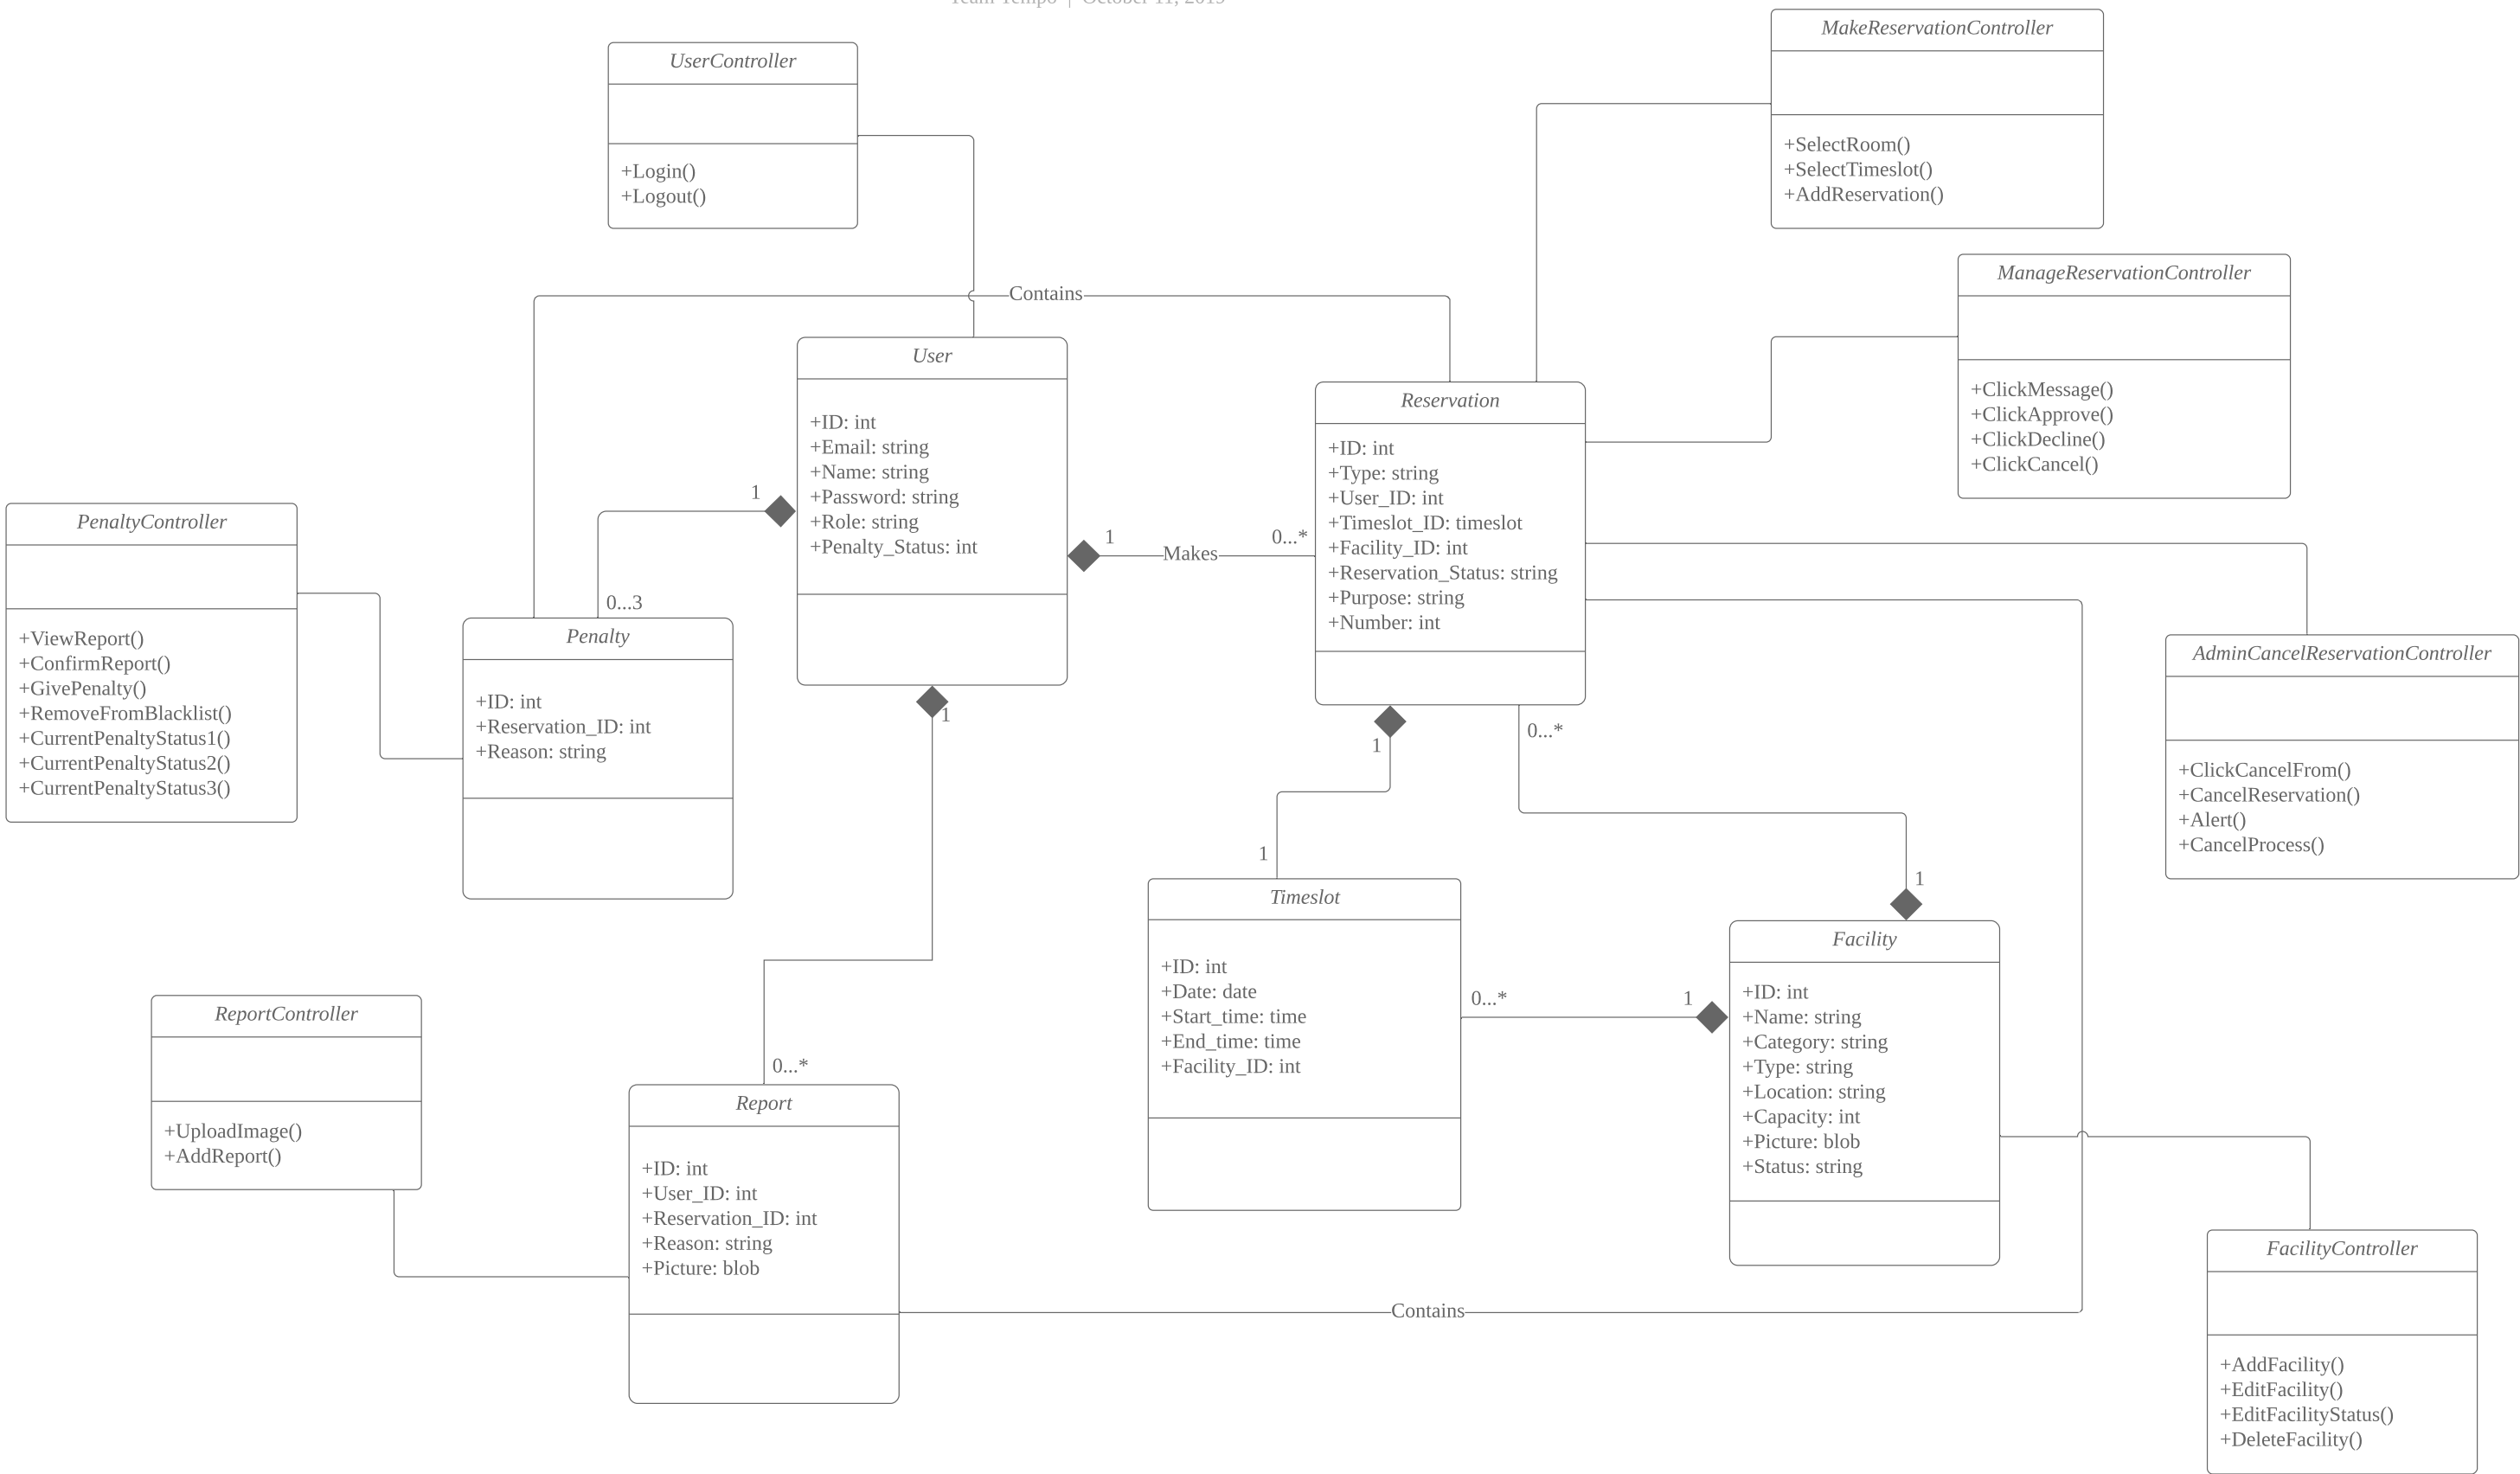 Team Tempo | October 11, 2019
UserController
+Login()
+Logout()
MakeReservationController
+SelectRoom()
+SelectTimeslot()
+AddReservation()
ManageReservationController
+ClickMessage()
+ClickApprove()
+ClickDecline()
+ClickCancel()
Contains
User
+ID: int
+Email: string
+Name: string
+Password: string
+Role: string
+Penalty_Status: int
1
0...3
1
Makes
0...*
Reservation
+ID: int
+Type: string
+User_ID: int
+Timeslot_ID: timeslot
+Facility_ID: int
+Reservation_Status: string
+Purpose: string
+Number: int
PenaltyController
+ViewReport()
+ConfirmReport()
+GivePenalty()
+RemoveFromBlacklist()
+CurrentPenaltyStatus1()
+CurrentPenaltyStatus2()
+CurrentPenaltyStatus3()
Penalty
+ID: int
+Reservation_ID: int
+Reason: string
AdminCancelReservationController
+ClickCancelFrom()
+CancelReservation()
+Alert()
+CancelProcess()
1
1
0...*
1
1
Timeslot
+ID: int
+Date: date
+Start_time: time
+End_time: time
+Facility_ID: int
0...*
1
Facility
+ID: int
+Name: string
+Category: string
+Type: string
+Location: string
+Capacity: int
+Picture: blob
+Status: string
ReportController
+UploadImage()
+AddReport()
0...*
Report
+ID: int
+User_ID: int
+Reservation_ID: int
+Reason: string
+Picture: blob
Contains
FacilityController
+AddFacility()
+EditFacility()
+EditFacilityStatus()
+DeleteFacility()